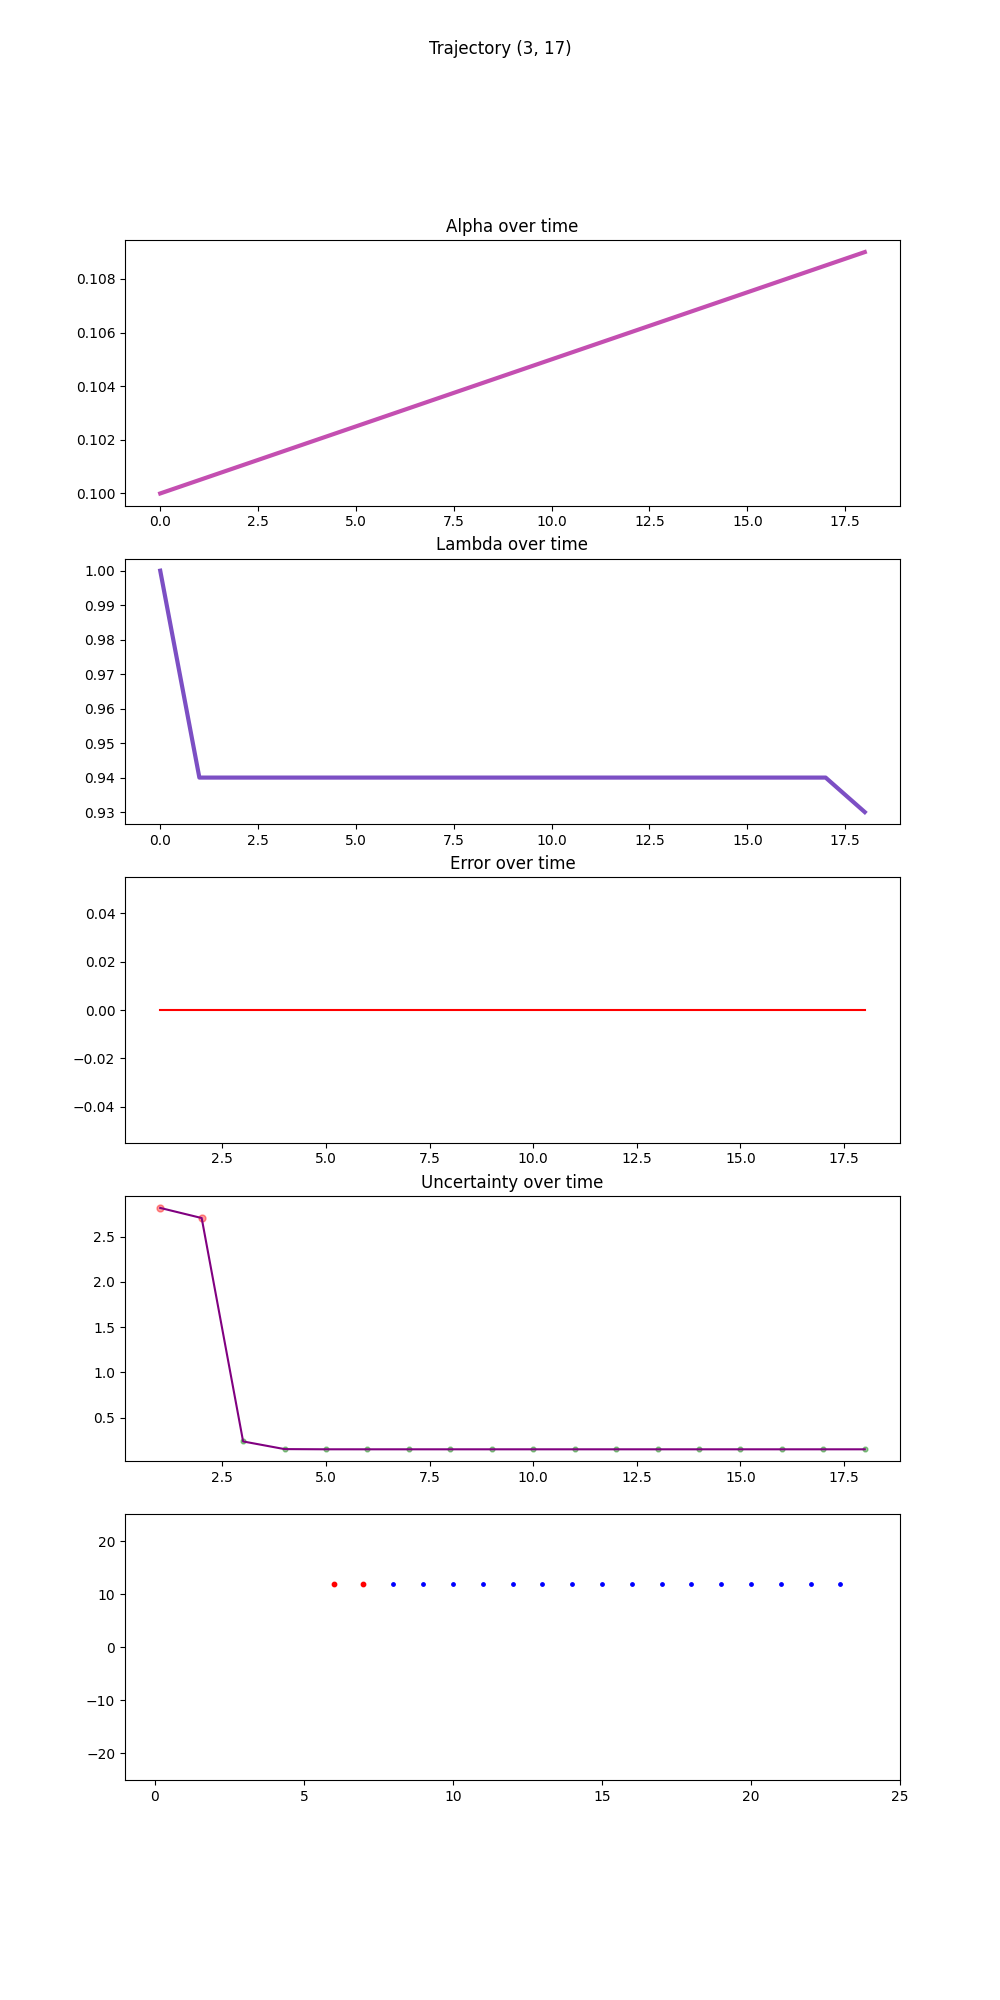 Trajectory (3, 17)
Alpha over time
0.108
0.106
0.104
0.102
0.100
0.0 2.5 5.0 7.5 10.0 12.5 15.0 17.5
Lambda over time
1.00
0.99
0.98
0.97
0.96
0.95
0.94
0.93
0.0 2.5 5.0 7.5 10.0 12.5 15.0 17.5
Error over time
0.04
0.02
0.00
−0.02
−0.04
2.5 5.0 7.5 10.0 12.5 15.0 17.5
Uncertainty over time
2.5
2.0
1.5
1.0
0.5
2.5 5.0 7.5 10.0 12.5 15.0 17.5
20
10
0
−10
−20
0 5 10 15 20 25